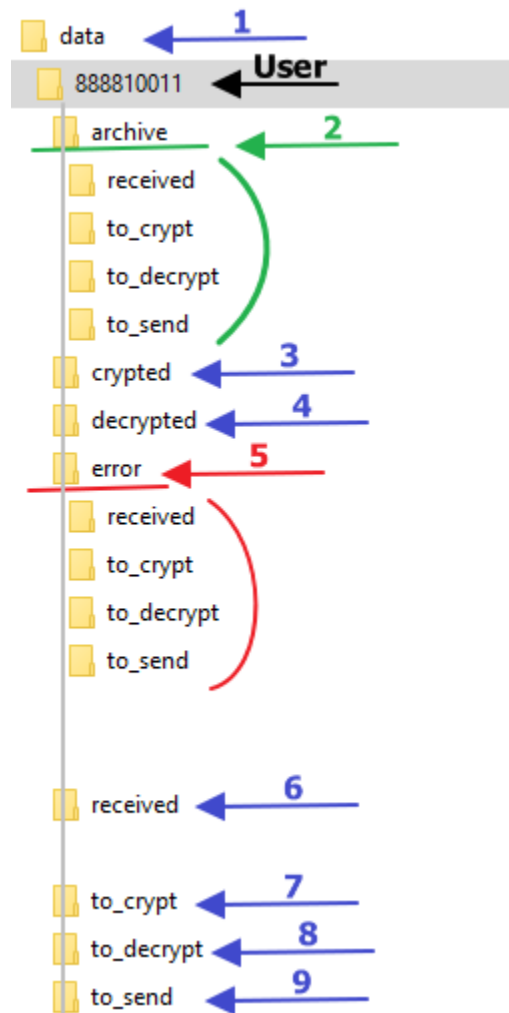 data 1
888810011 User
archive 2
received
to_crypt
to_decrypt
to_send
crypted 3
decrypted 4
error 5
received
to_crypt
to_decrypt
to_send
received 6
to_crypt 7
to_decrypt 8
to_send 9